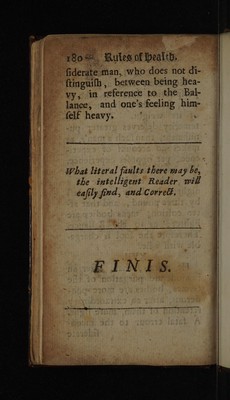 180 Rules of Health.
ſiderate man, who does not di-
ſtinguiſh, between being hea-
vy, in reference to the Bal-
lance, and one's feeling him-
ſelf heavy.
What literal faults there may be,
the intelligent Reader will
eaſily find, and Correct.
FINIS.